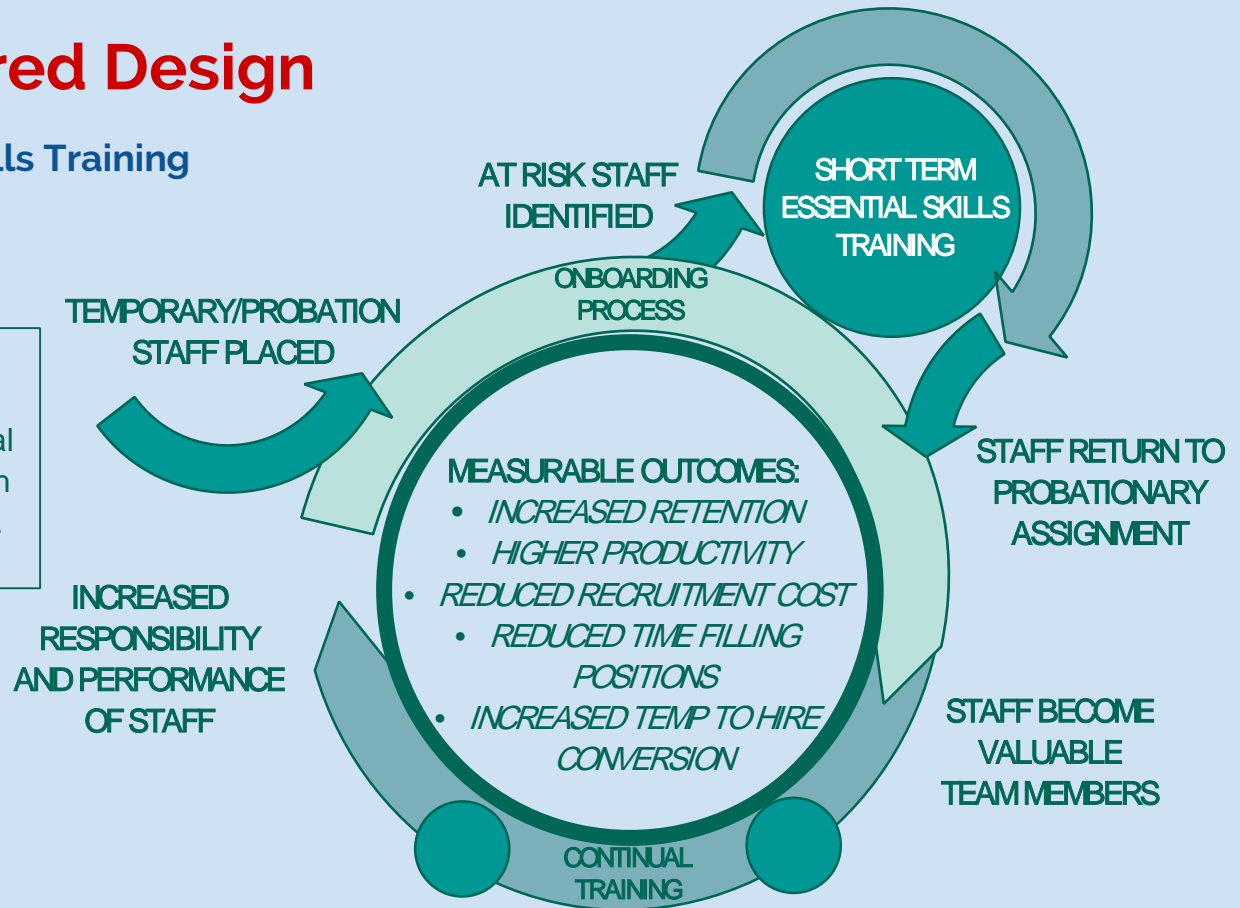 red Design
lls Training
AT RISK STAFF
IDENTIFIED
SHORT TERM
ESSENTIAL SKILLS
TRAINING
ONBOARDING
PROCESS
TEMPORARY/PROBATION
STAFF PLACED
al
n
STAFF RETURN TO
PROBATIONARY
ASSIGNMENT
MEASURABLE OUTCOMES:
• INCREASED RETENTION
• HIGHER PRODUCTIVITY
• REDUCED RECRUITMENT COST
• REDUCED TIME FILLING
POSITIONS
• INCREASED TEMP TO HIRE
CONVERSION
INCREASED
RESPONSIBILITY
AND PERFORMANCE
OF STAFF
STAFF BECOME
VALUABLE
TEAM MEMBERS
CONTINUAL
TRAINING